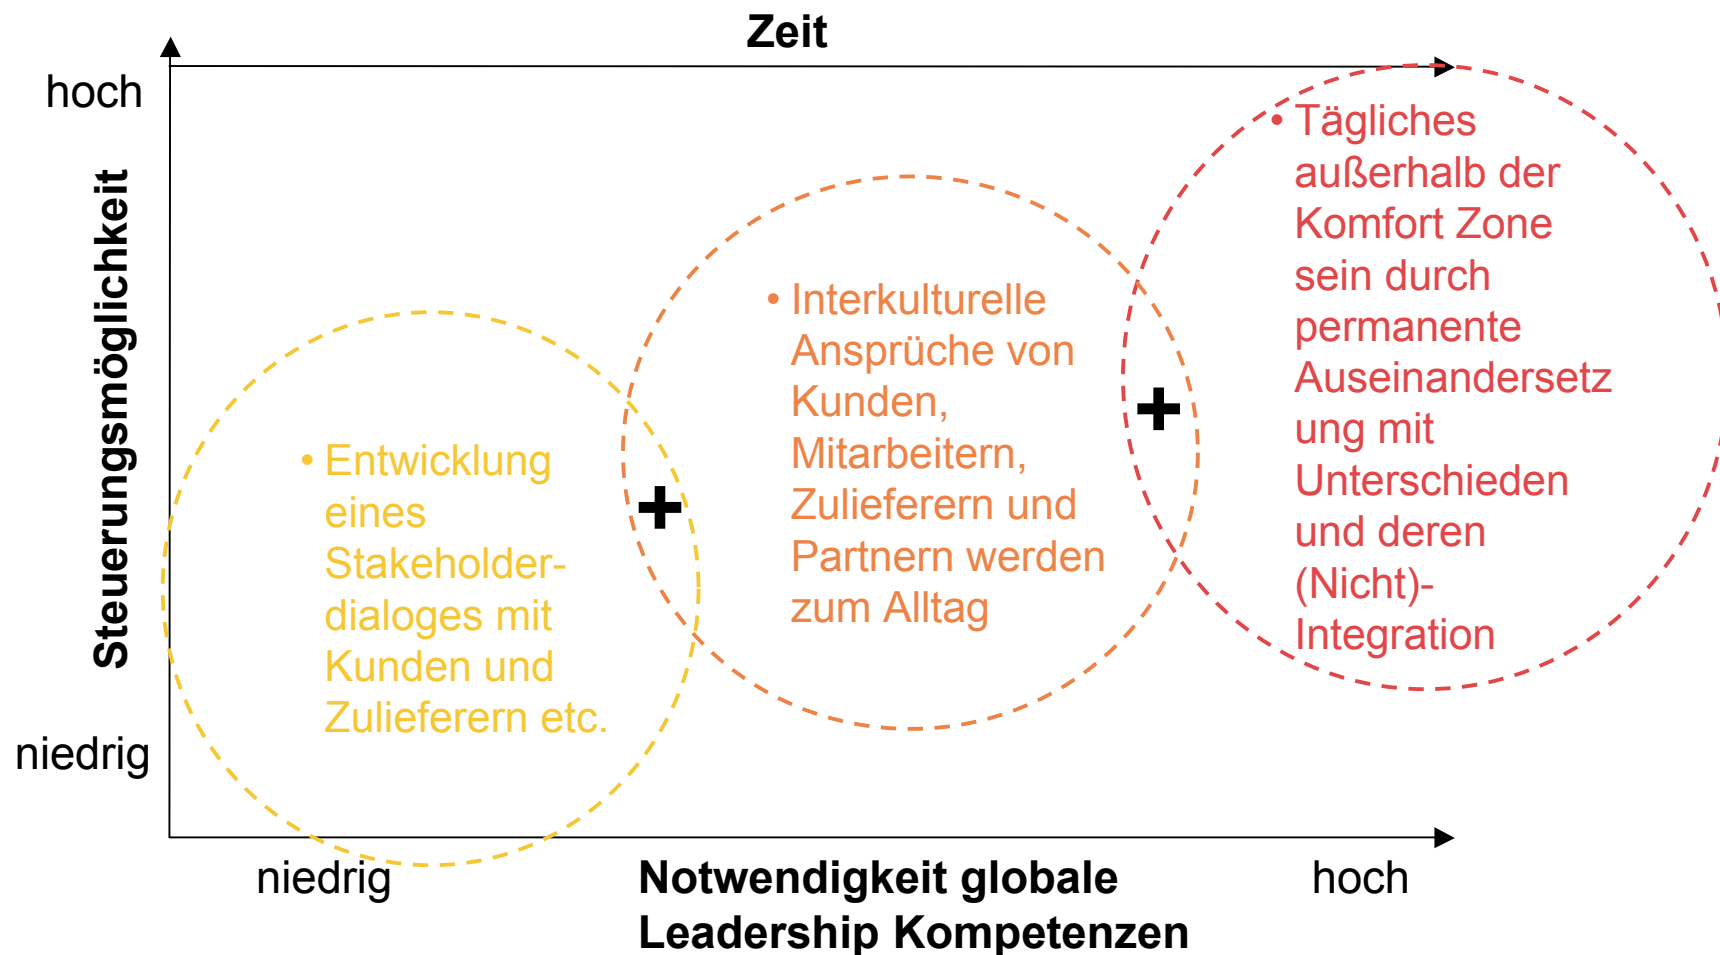 Zeit
hoch
Steuerungsmöglichkeit
niedrig
• Entwicklung
eines
Stakeholder-
dialoges mit
Kunden und
Zulieferern etc.
+
• Interkulturelle
Ansprüche von
Kunden,
Mitarbeitern,
Zulieferern und
Partnern werden
zum Alltag
+
• Tägliches
außerhalb der
Komfort Zone
sein durch
permanente
Auseinandersetz
ung mit
Unterschieden
und deren
(Nicht)-
Integration
niedrig
Notwendigkeit globale
Leadership Kompetenzen
hoch